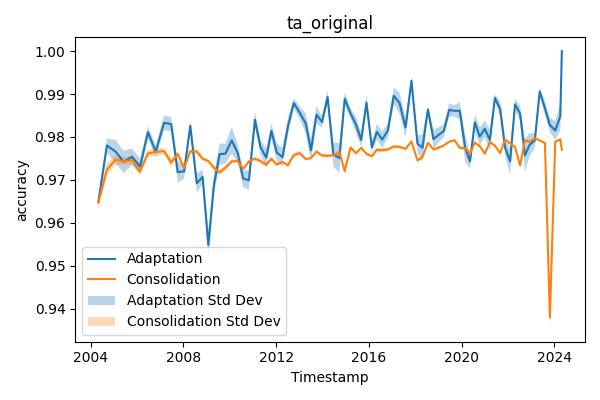 ta_original
1.00
0.99
0.98
0.97
0.96
0.95
0.94
accuracy
Adaptation
Consolidation
Adaptation Std Dev
Consolidation Std Dev
2004
2008
2012
2016
2020
2024
Timestamp